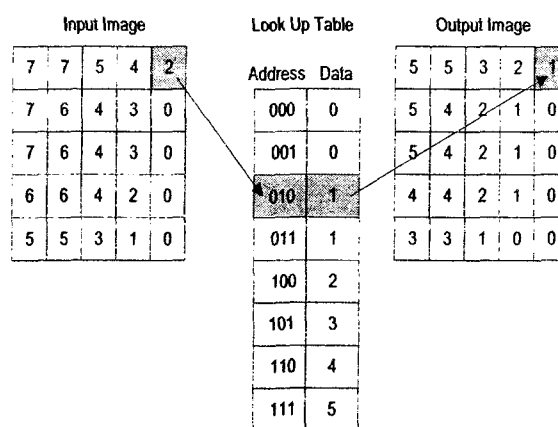 Input Image
7 7 5 4 2
7 6 4 3 0
7 6 4 3 0
6 6 4 2 0
5 5 3 1 0
Look Up Table
Address Data
000 0
001 0
010 1
011 1
100 2
101 3
110 4
111 5
Output Image
5 5 3 2 1
5 4 2 1 0
5 4 2 1 0
4 4 2 1 0
3 3 1 0 0